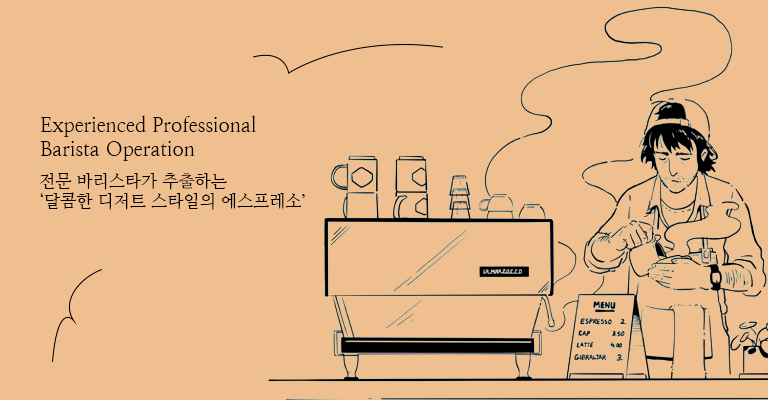 Experienced Professional
Barista Operation
전문 바리스타가 추출하는
‘달콤한 디저트 스타일의 에스프레소’
LA MARZOCCO
MENU
ESPRESSO 2.
CAP 3.50
LATTE 4.00
GIBRALTAR 3.